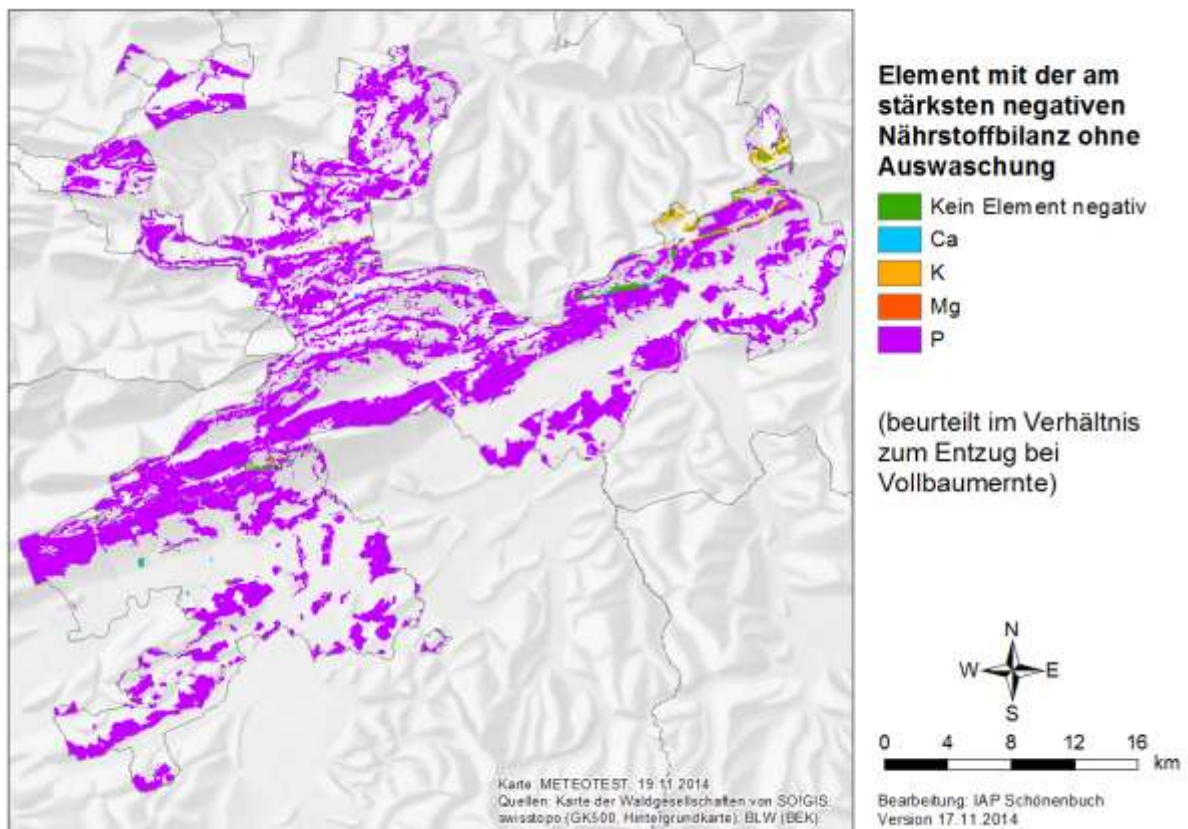 Element mit der am
stärksten negativen
Nährstoffbilanz ohne
Auswaschung
Kein Element negativ
Ca
K
Mg
P
(beurteilt im Verhältnis
zum Entzug bei
Vollbaumernte)
N
W E
S
0 4 8 12 16
km
Karte: METEOTEST, 19.11.2014
Quellen: Karte der Waldgesellschaften von SO!GIS,
swisstopo (GK500, Hintergrundkarte), BLW (BEK)
Bearbeitung: IAP Schönenbuch
Version 17.11.2014